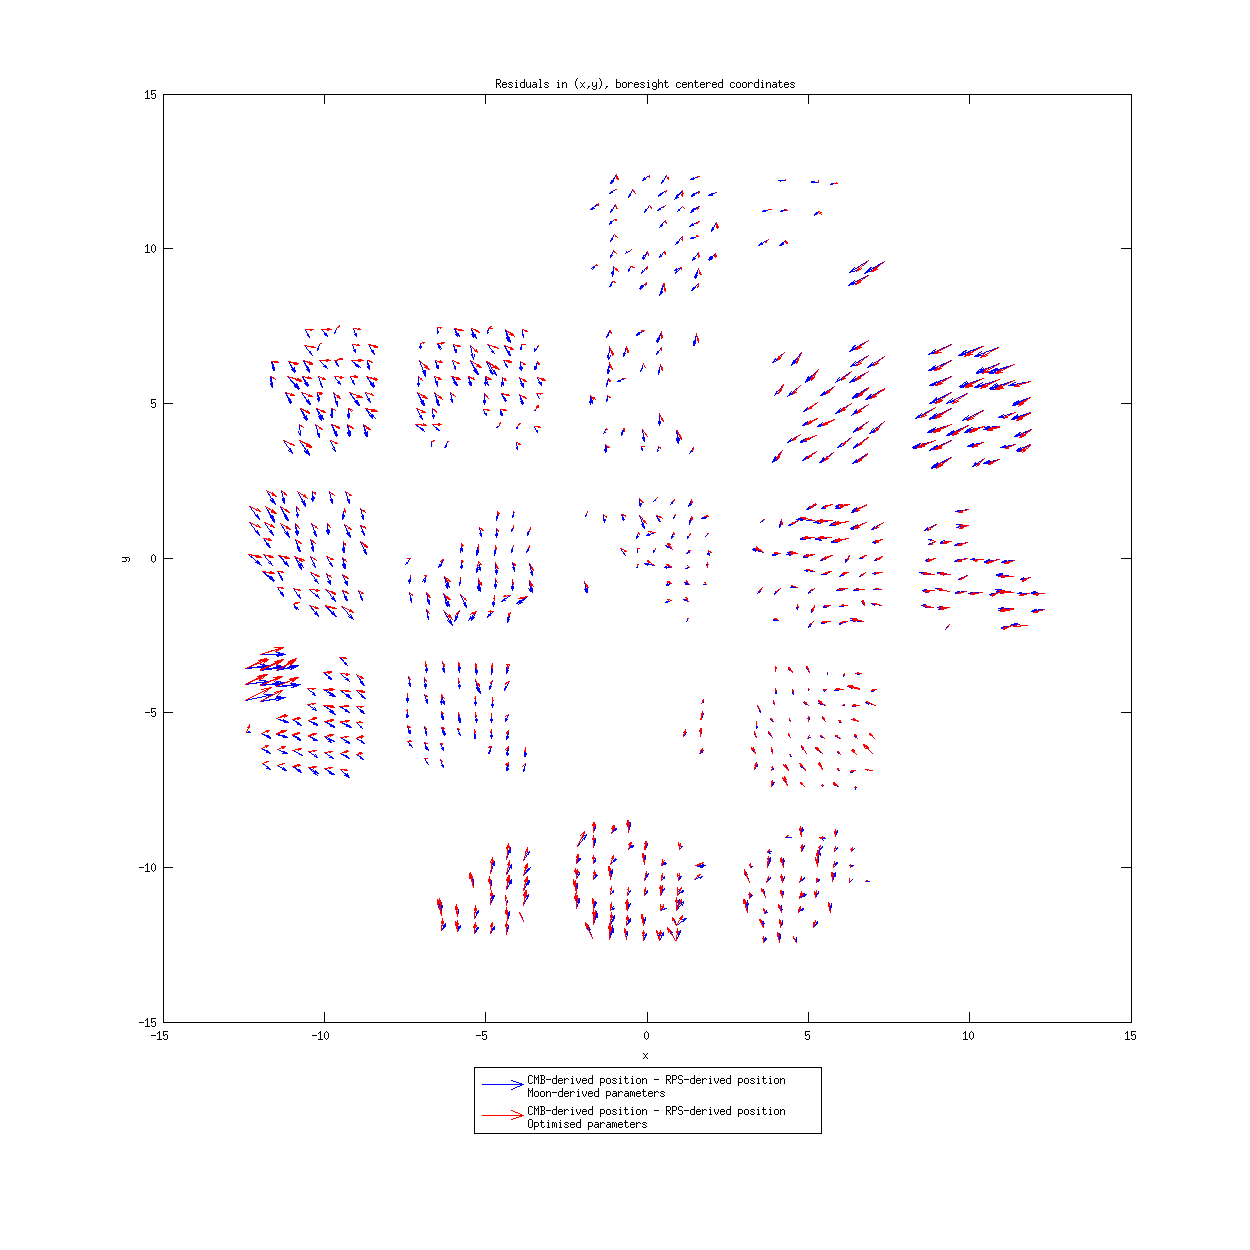 Residuals in (x,y), boresight centered coordinates
15
10
5
y
0
-5
-10
-15
-15 -10 -5 0 5 10 15
x
CMB-derived position - RPS-derived position
Moon-derived parameters
CMB-derived position - RPS-derived position
Optimised parameters